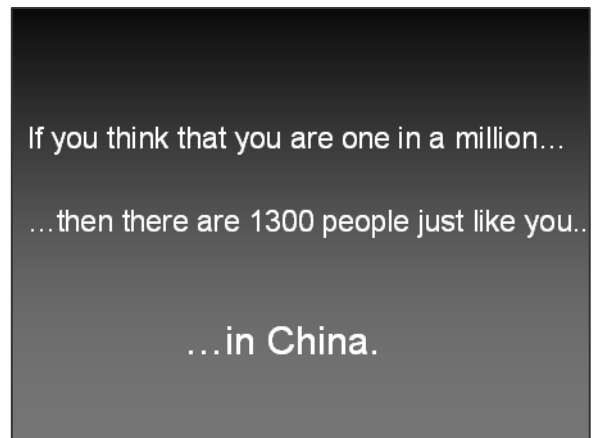 If you think that you are one in a million…
…then there are 1300 people just like you..
…in China.